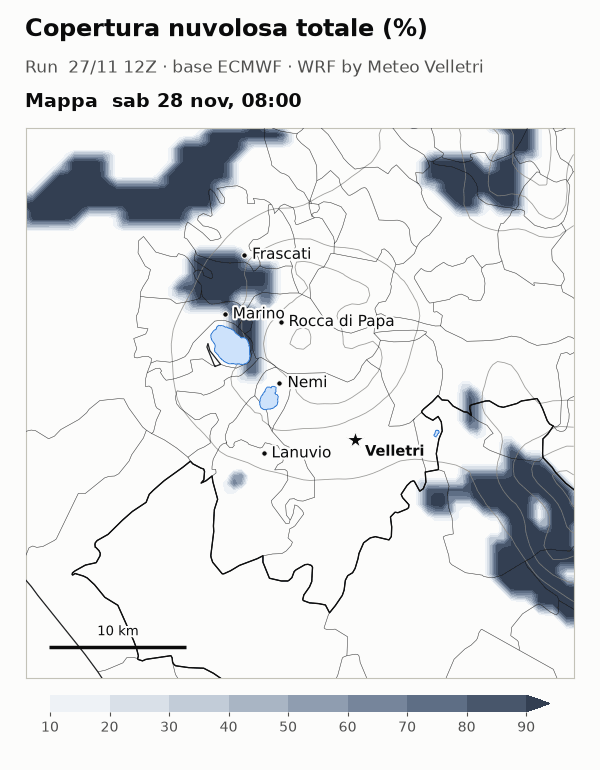 Copertura nuvolosa totale (%)
Run  27/11 12Z · base ECMWF · WRF by Meteo Velletri
Mappa  sab 28 nov, 08:00
Frascati
Marino
Rocca di Papa
Nemi
Velletri
Lanuvio
10 km
10 20 30 40 50 60 70 80 90